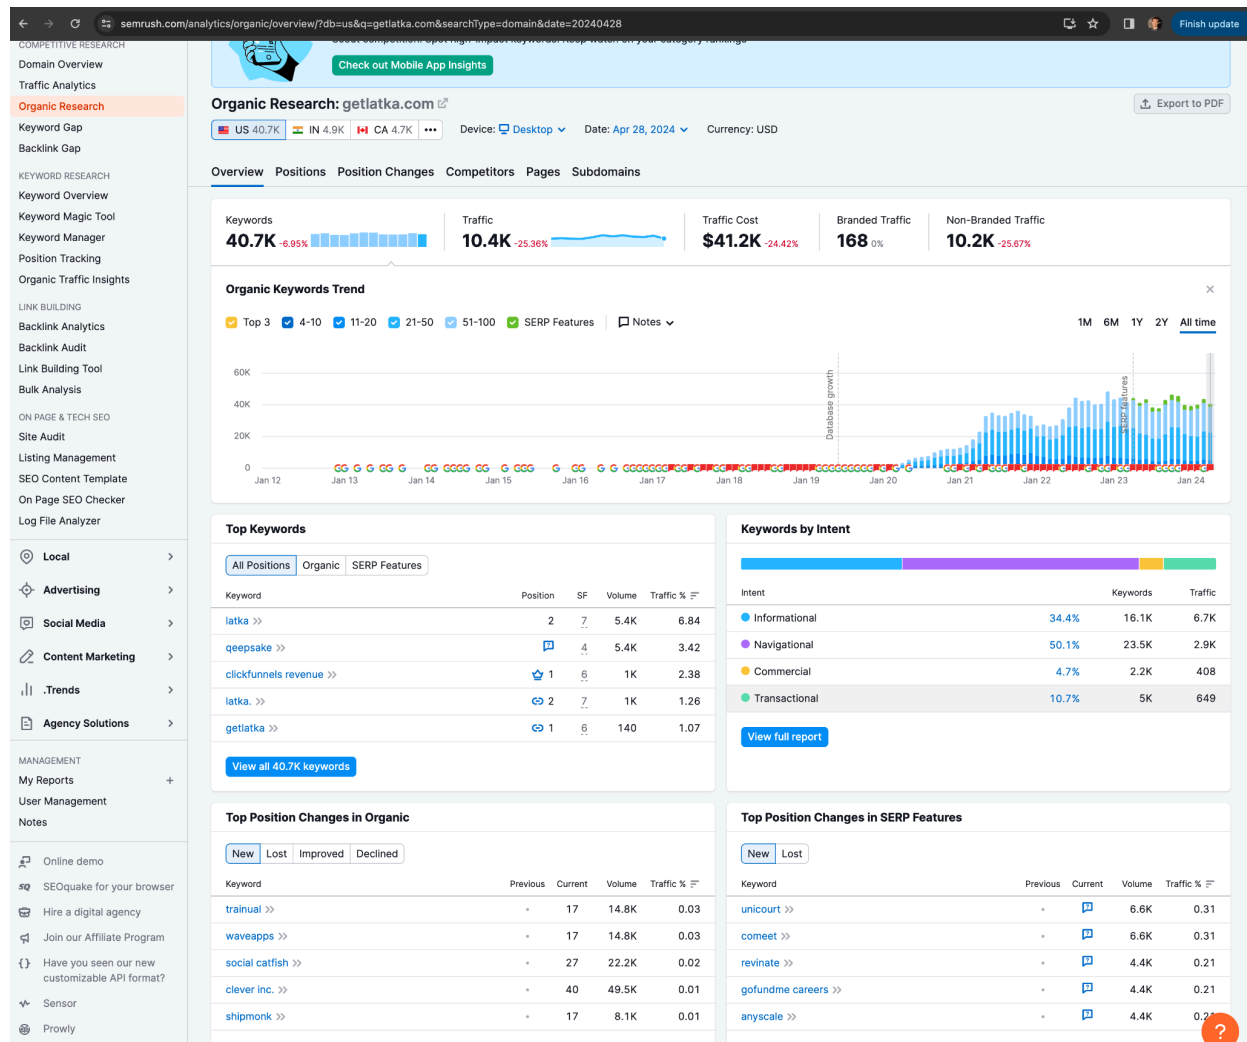 semrush.com/analytics/organic/overview/?db=us&q=getlatka.com&searchType=domain&date=20240428
Finish update
COMPETITIVE RESEARCH
Domain Overview
Traffic Analytics
Organic Research
Keyword Gap
Backlink Gap
KEYWORD RESEARCH
Keyword Overview
Keyword Magic Tool
Keyword Manager
Position Tracking
Organic Traffic Insights
LINK BUILDING
Backlink Analytics
Backlink Audit
Link Building Tool
Bulk Analysis
ON PAGE & TECH SEO
Site Audit
Listing Management
SEO Content Template
On Page SEO Checker
Log File Analyzer
Local
Advertising
Social Media
Content Marketing
.Trends
Agency Solutions
MANAGEMENT
My Reports +
User Management
Notes
Online demo
SEOquake for your browser
Hire a digital agency
Join our Affiliate Program
Have you seen our new
customizable API format?
Sensor
Prowly
Check out Mobile App Insights
Organic Research: getlatka.com
Export to PDF
US 40.7K IN 4.9K CA 4.7K •••
Device: Desktop Date: Apr 28, 2024 Currency: USD
Overview Positions Position Changes Competitors Pages Subdomains
Keywords Traffic Traffic Cost Branded Traffic Non-Branded Traffic
40.7K -6.95% 10.4K -25.36% $41.2K -24.42% 168 0% 10.2K -25.67%
Organic Keywords Trend
Top 3 4-10 11-20 21-50 51-100 SERP Features Notes
1M 6M 1Y 2Y All time
60K
40K
20K
0
Database growth
SERP features
Jan 12 Jan 13 Jan 14 Jan 15 Jan 16 Jan 17 Jan 18 Jan 19 Jan 20 Jan 21 Jan 22 Jan 23 Jan 24
Top Keywords
All Positions Organic SERP Features
Keyword Position SF Volume Traffic %
latka 2 7 5.4K 6.84
qeepsake 4 5.4K 3.42
clickfunnels revenue 1 6 1K 2.38
latka. 2 7 1K 1.26
getlatka 1 6 140 1.07
View all 40.7K keywords
Keywords by Intent
Intent Keywords Traffic
Informational 34.4% 16.1K 6.7K
Navigational 50.1% 23.5K 2.9K
Commercial 4.7% 2.2K 408
Transactional 10.7% 5K 649
View full report
Top Position Changes in Organic
New Lost Improved Declined
Keyword Previous Current Volume Traffic %
trainual 17 14.8K 0.03
waveapps 17 14.8K 0.03
social catfish 27 22.2K 0.02
clever inc. 40 49.5K 0.01
shipmonk 17 8.1K 0.01
Top Position Changes in SERP Features
New Lost
Keyword Previous Current Volume Traffic %
unicourt 6.6K 0.31
comeet 6.6K 0.31
revinate 4.4K 0.21
gofundme careers 4.4K 0.21
anyscale 4.4K
?